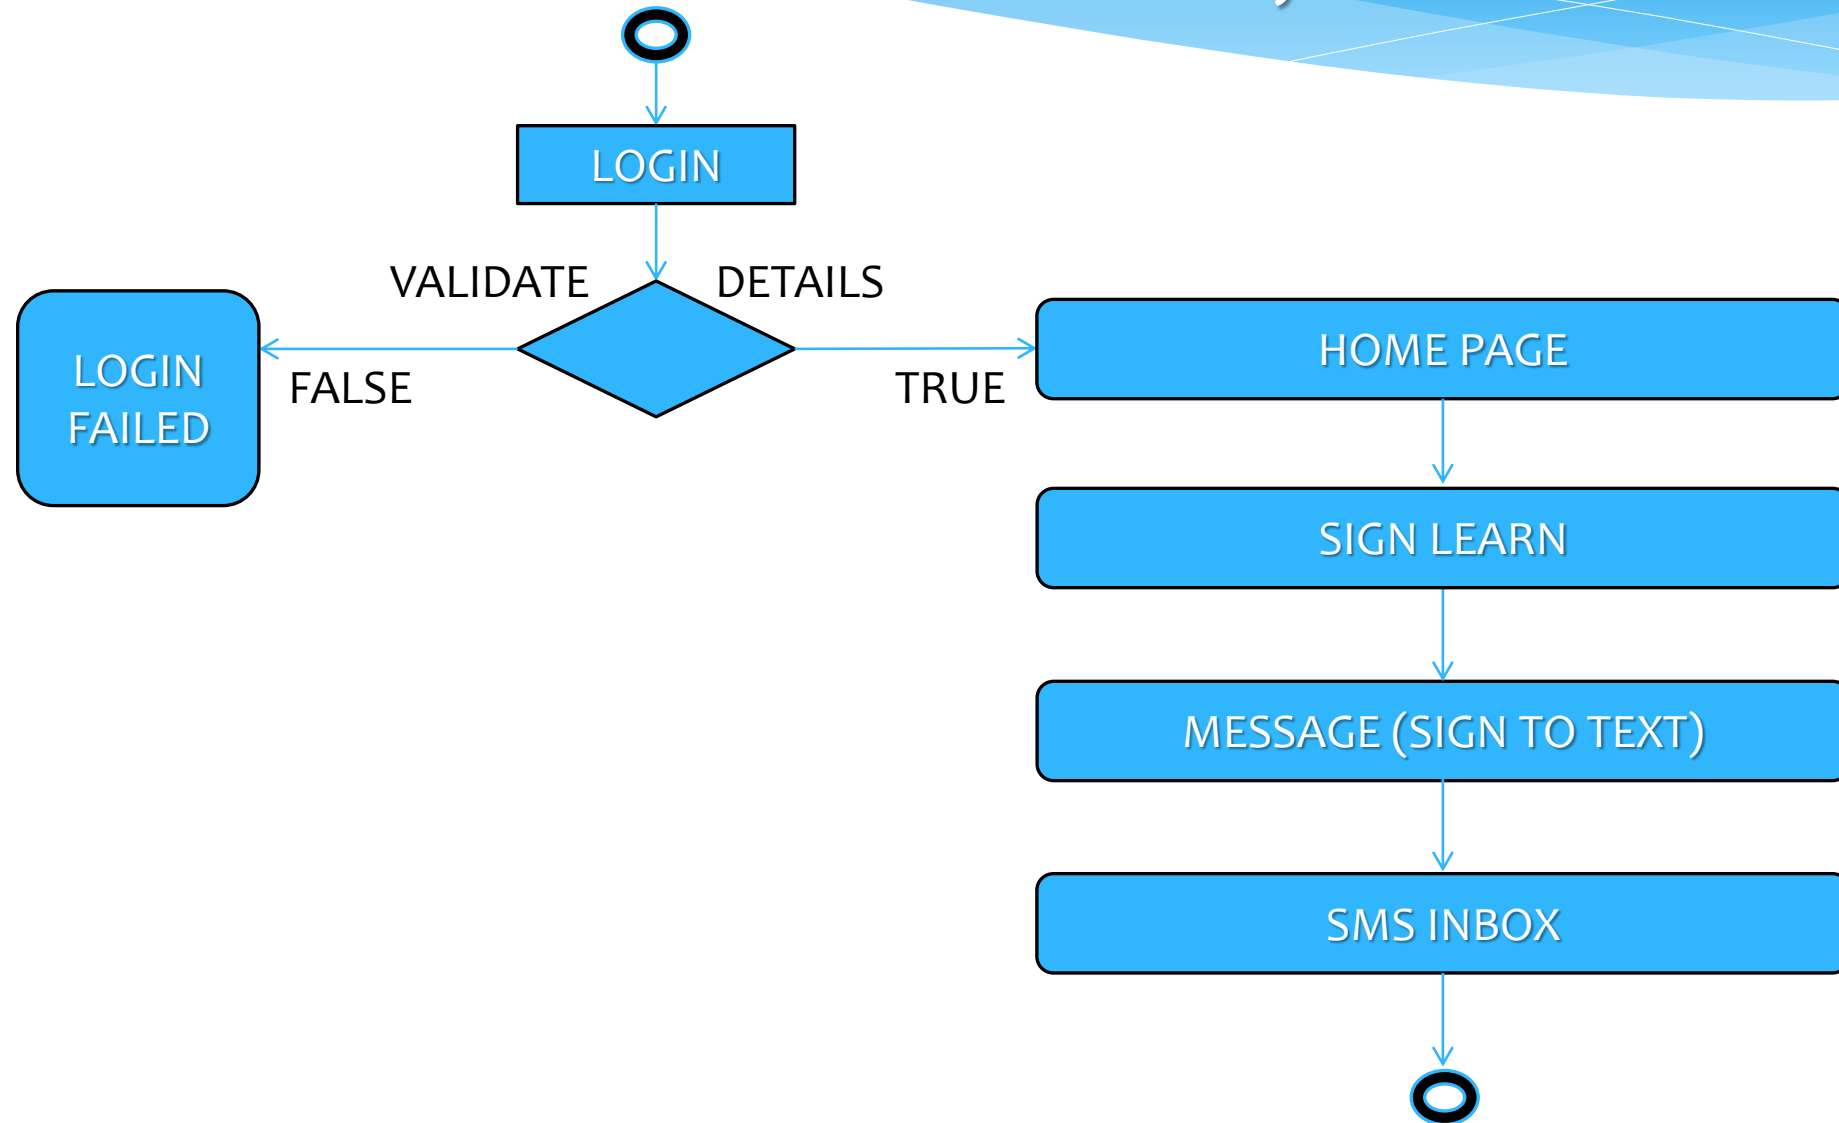 LOGIN
VALIDATE DETAILS
LOGIN
FAILED
FALSE
TRUE
HOME PAGE
SIGN LEARN
MESSAGE (SIGN TO TEXT)
SMS INBOX